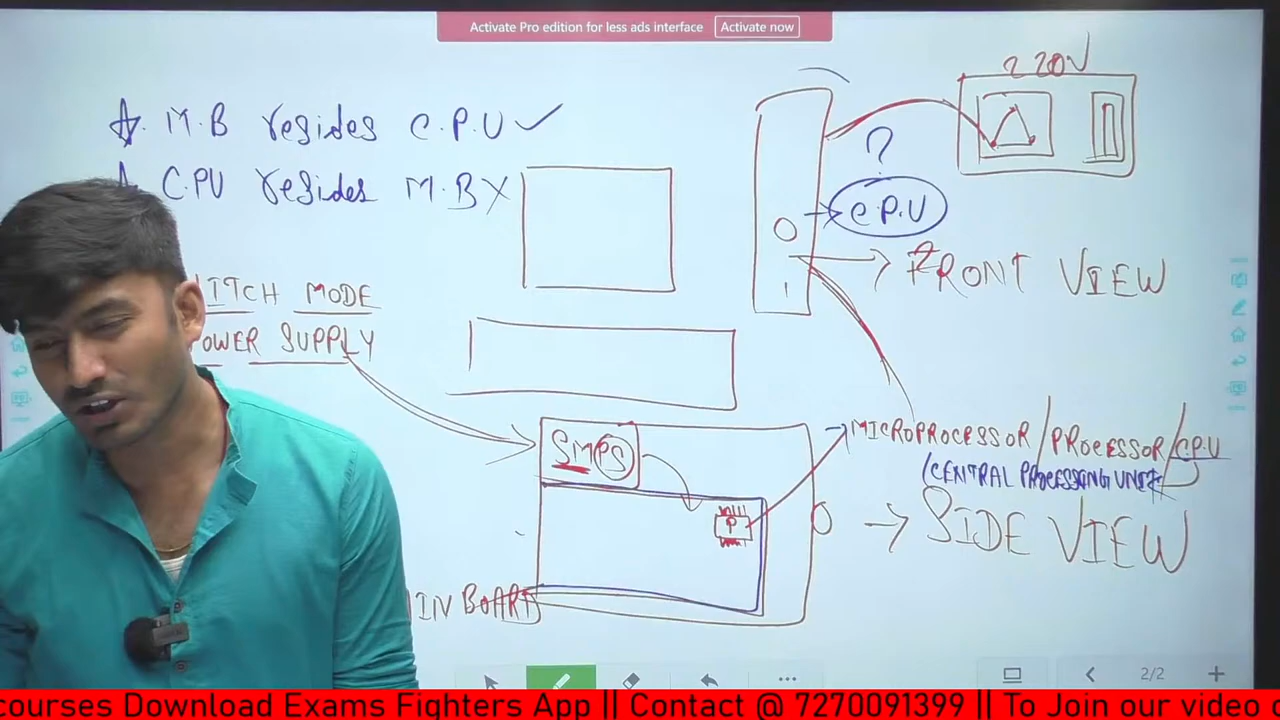 Activate Pro edition for less ads interface Activate now
220V
M.B resides C.P.U ✓
C.PU resides M.B X
?
C.P.U
FRONT VIEW
ITCH MODE
POWER SUPPLY
SMPS
MICROPROCESSOR/PROCESSOR/CPU
(CENTRAL PROCESSING UNIT
P
SIDE VIEW
IN BOARD
2/2
courses Download Exams Fighters App || Contact @ 7270091399 || To Join our video c